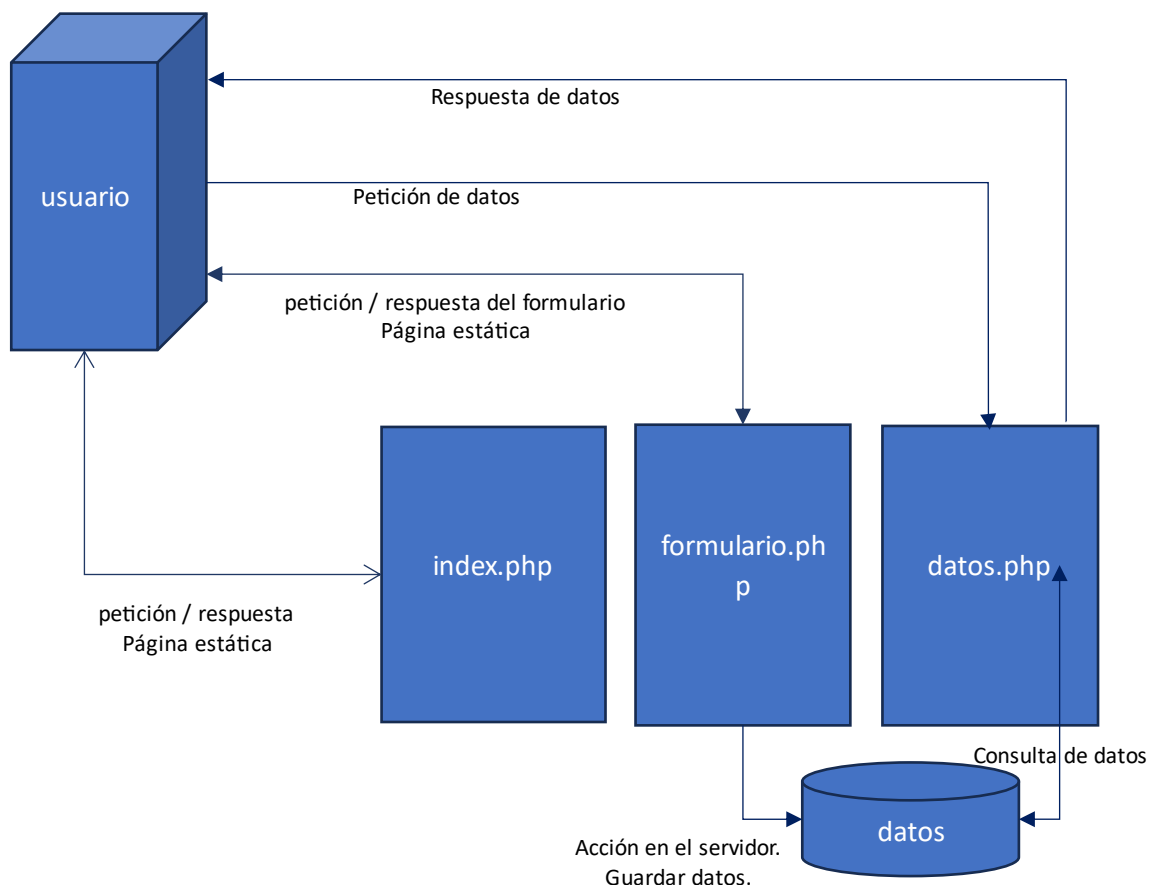 Respuesta de datos
usuario
Petición de datos
petición / respuesta del formulario
Página estática
index.php
formulario.ph
p
datos.php
petición / respuesta
Página estática
Consulta de datos
datos
Acción en el servidor.
Guardar datos.